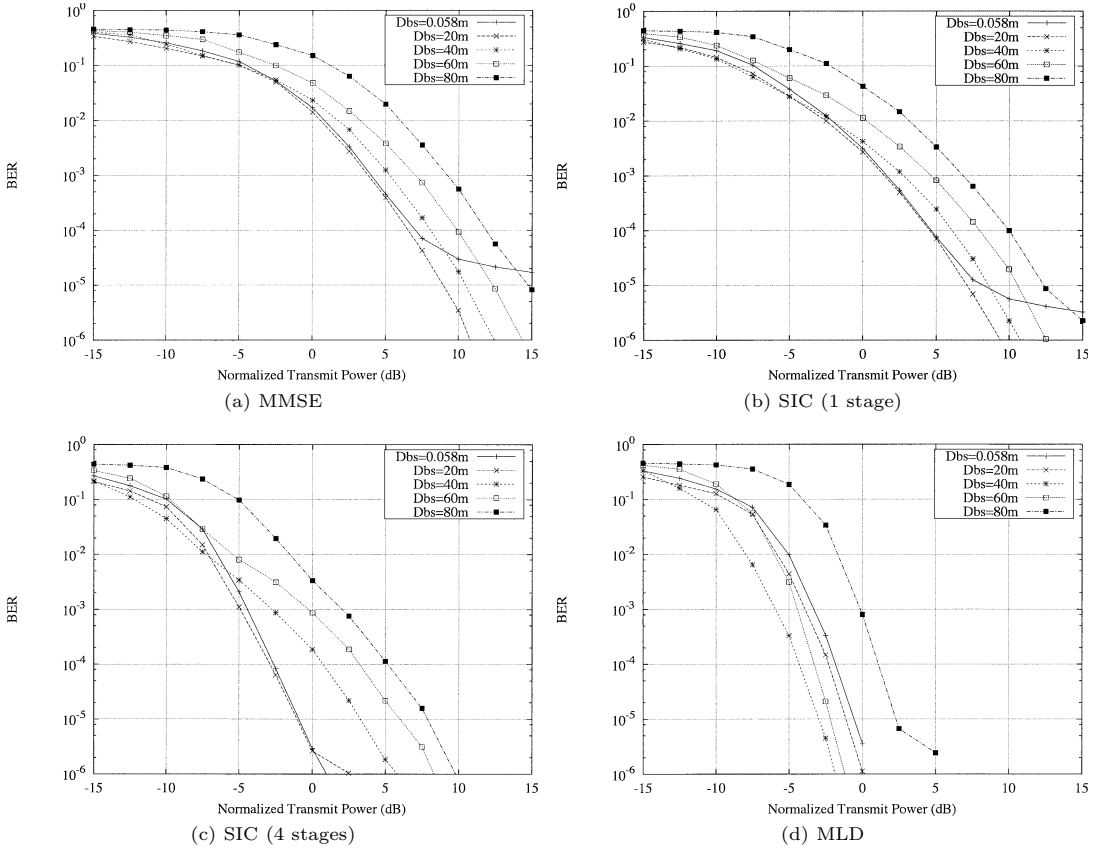 10^0
10^-1
10^-2
10^-3
10^-4
10^-5
10^-6
BER
-15 -10 -5 0 5 10 15
Normalized Transmit Power (dB)
Dbs=0.058m
Dbs=20m
Dbs=40m
Dbs=60m
Dbs=80m
(a) MMSE
10^0
10^-1
10^-2
10^-3
10^-4
10^-5
10^-6
BER
-15 -10 -5 0 5 10 15
Normalized Transmit Power (dB)
Dbs=0.058m
Dbs=20m
Dbs=40m
Dbs=60m
Dbs=80m
(b) SIC (1 stage)
10^0
10^-1
10^-2
10^-3
10^-4
10^-5
10^-6
BER
-15 -10 -5 0 5 10 15
Normalized Transmit Power (dB)
Dbs=0.058m
Dbs=20m
Dbs=40m
Dbs=60m
Dbs=80m
(c) SIC (4 stages)
10^0
10^-1
10^-2
10^-3
10^-4
10^-5
10^-6
BER
-15 -10 -5 0 5 10 15
Normalized Transmit Power (dB)
Dbs=0.058m
Dbs=20m
Dbs=40m
Dbs=60m
Dbs=80m
(d) MLD